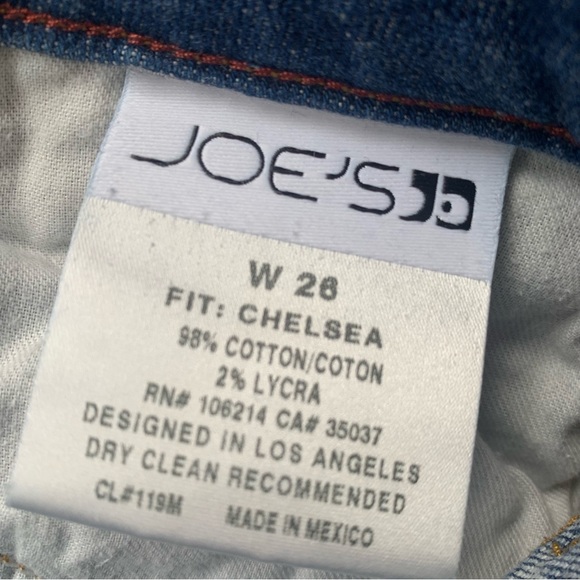 JOE'S
W 26
FIT: CHELSEA
98% COTTON/COTON
2% LYCRA
RN# 106214 CA# 35037
DESIGNED IN LOS ANGELES
DRY CLEAN RECOMMENDED
CL#119M MADE IN MEXICO